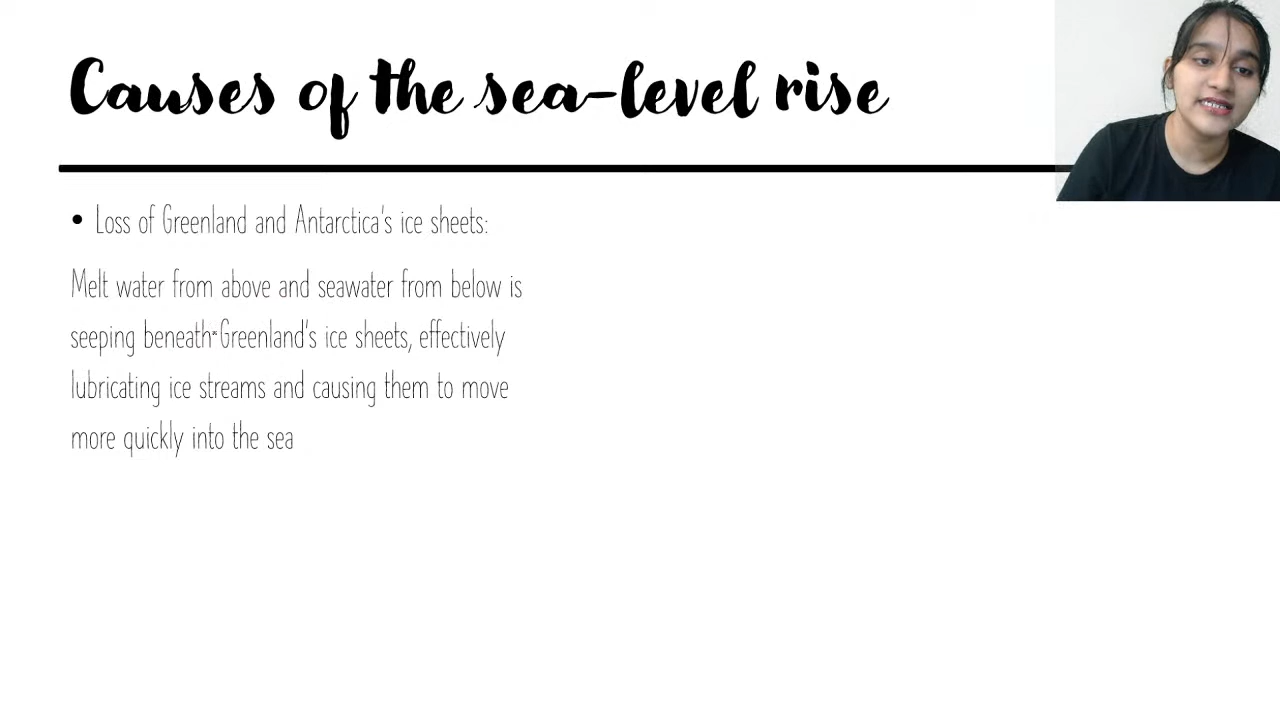 Causes of the sea-level rise
• Loss of Greenland and Antarctica's ice sheets:
Melt water from above and seawater from below is
seeping beneath Greenland's ice sheets, effectively
lubricating ice streams and causing them to move
more quickly into the sea